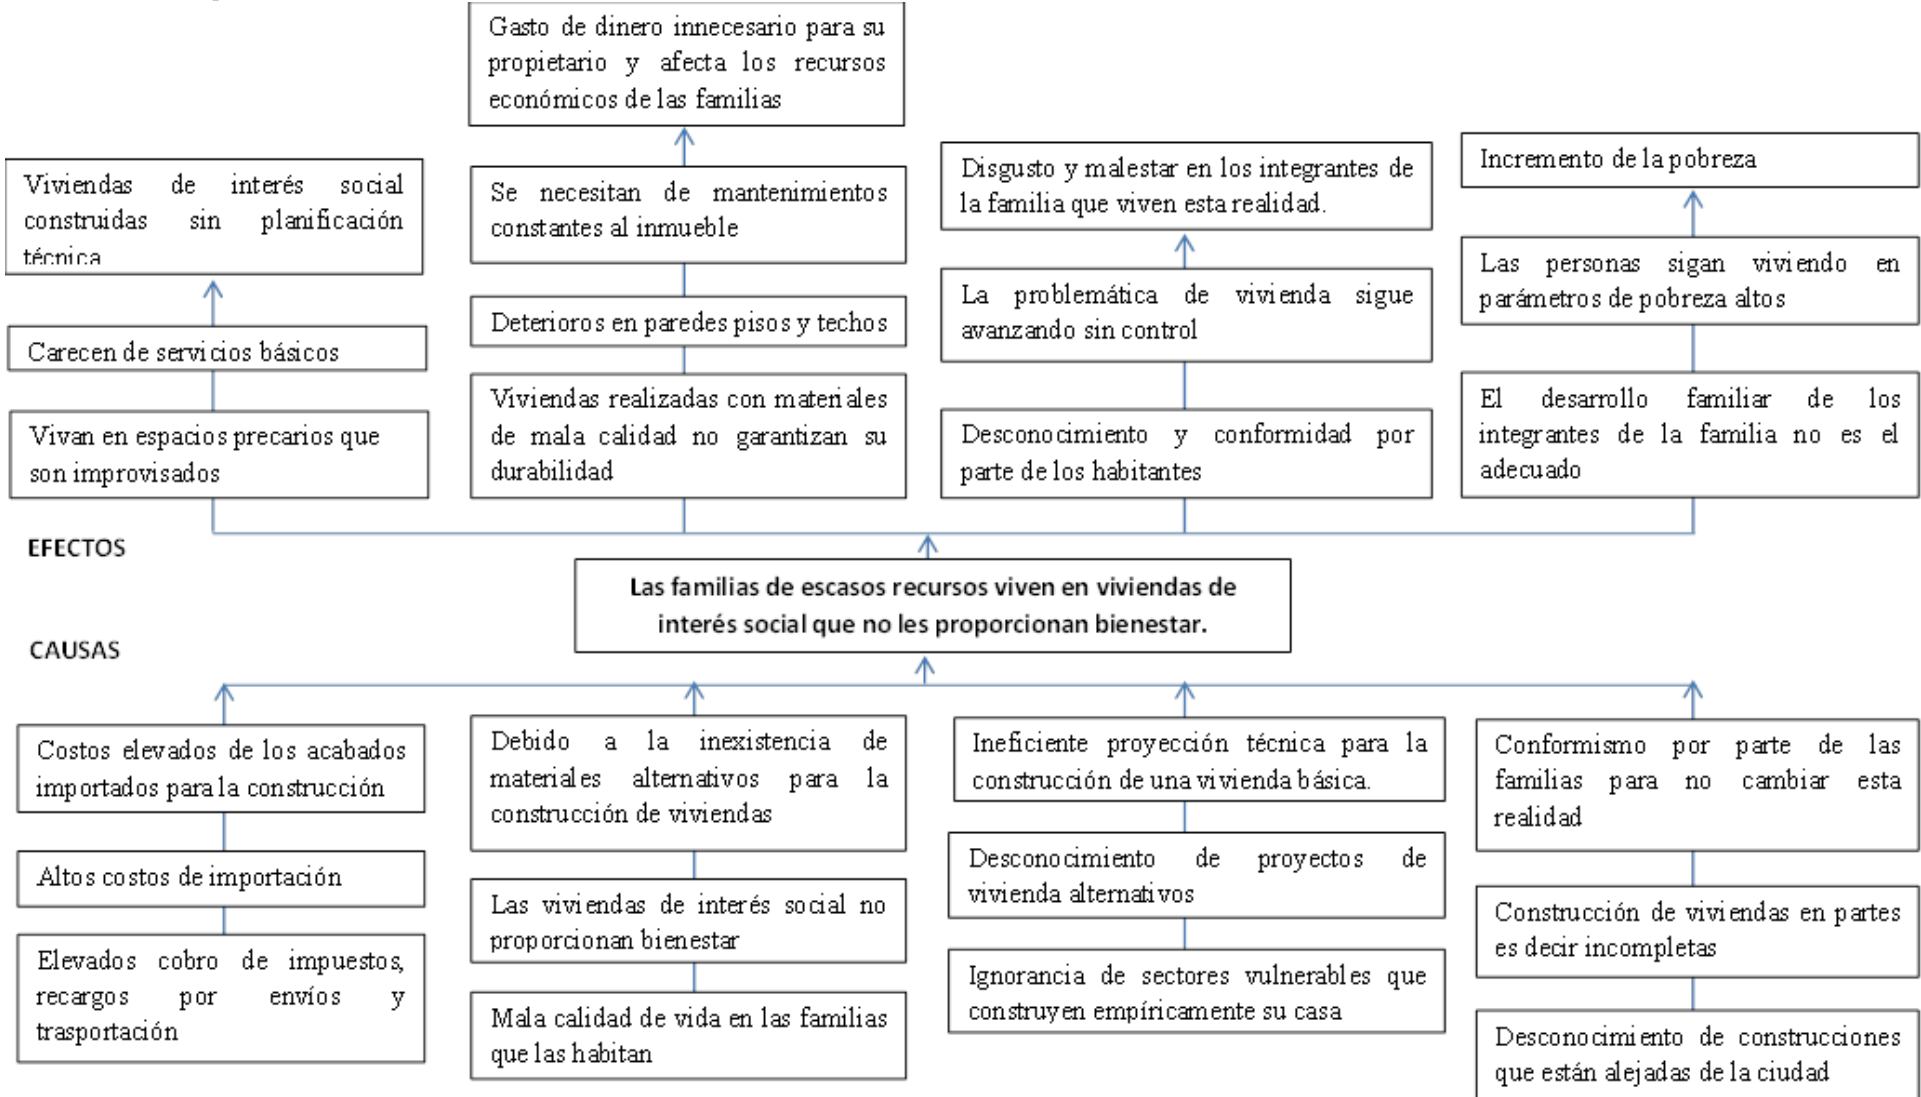 Gasto de dinero innecesario para su
propietario y afecta los recursos
económicos de las familias
Viviendas de interés social
construidas sin planificación
técnica
Se necesitan de mantenimientos
constantes al inmueble
Disgusto y malestar en los integrantes de
la familia que viven esta realidad.
Incremento de la pobreza
Carecen de servicios básicos
Deterioros en paredes pisos y techos
La problemática de vivienda sigue
avanzando sin control
Las personas sigan viviendo en
parámetros de pobreza altos
Vivan en espacios precarios que
son improvisados
Viviendas realizadas con materiales
de mala calidad no garantizan su
durabilidad
Desconocimiento y conformidad por
parte de los habitantes
El desarrollo familiar de los
integrantes de la familia no es el
adecuado
EFECTOS
Las familias de escasos recursos viven en viviendas de
interés social que no les proporcionan bienestar.
CAUSAS
Costos elevados de los acabados
importados para la construcción
Debido a la inexistencia de
materiales alternativos para la
construcción de viviendas
Ineficiente proyección técnica para la
construcción de una vivienda básica.
Conformismo por parte de las
familias para no cambiar esta
realidad
Altos costos de importación
Las viviendas de interés social no
proporcionan bienestar
Desconocimiento de proyectos de
vivienda alternativos
Construcción de viviendas en partes
es decir incompletas
Elevados cobro de impuestos,
recargos por envíos y
trasportación
Mala calidad de vida en las familias
que las habitan
Ignorancia de sectores vulnerables que
construyen empíricamente su casa
Desconocimiento de construcciones
que están alejadas de la ciudad